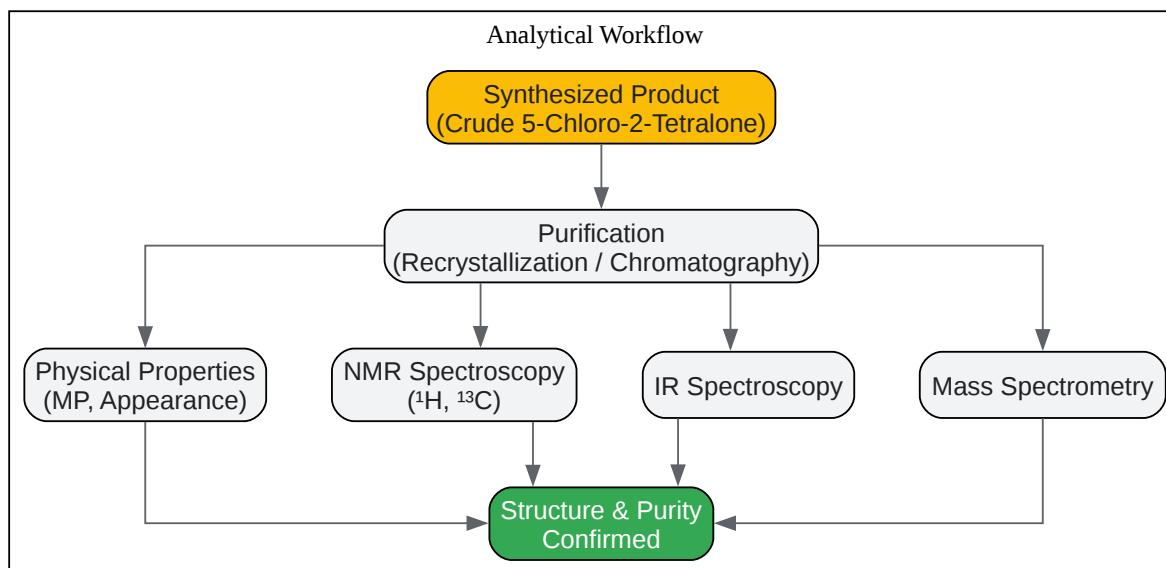 Analytical Workflow
Synthesized Product
(Crude 5-Chloro-2-Tetralone)
Purification
(Recrystallization / Chromatography)
Physical Properties
(MP, Appearance)
NMR Spectroscopy
(¹H, ¹³C)
IR Spectroscopy
Mass Spectrometry
Structure & Purity
Confirmed